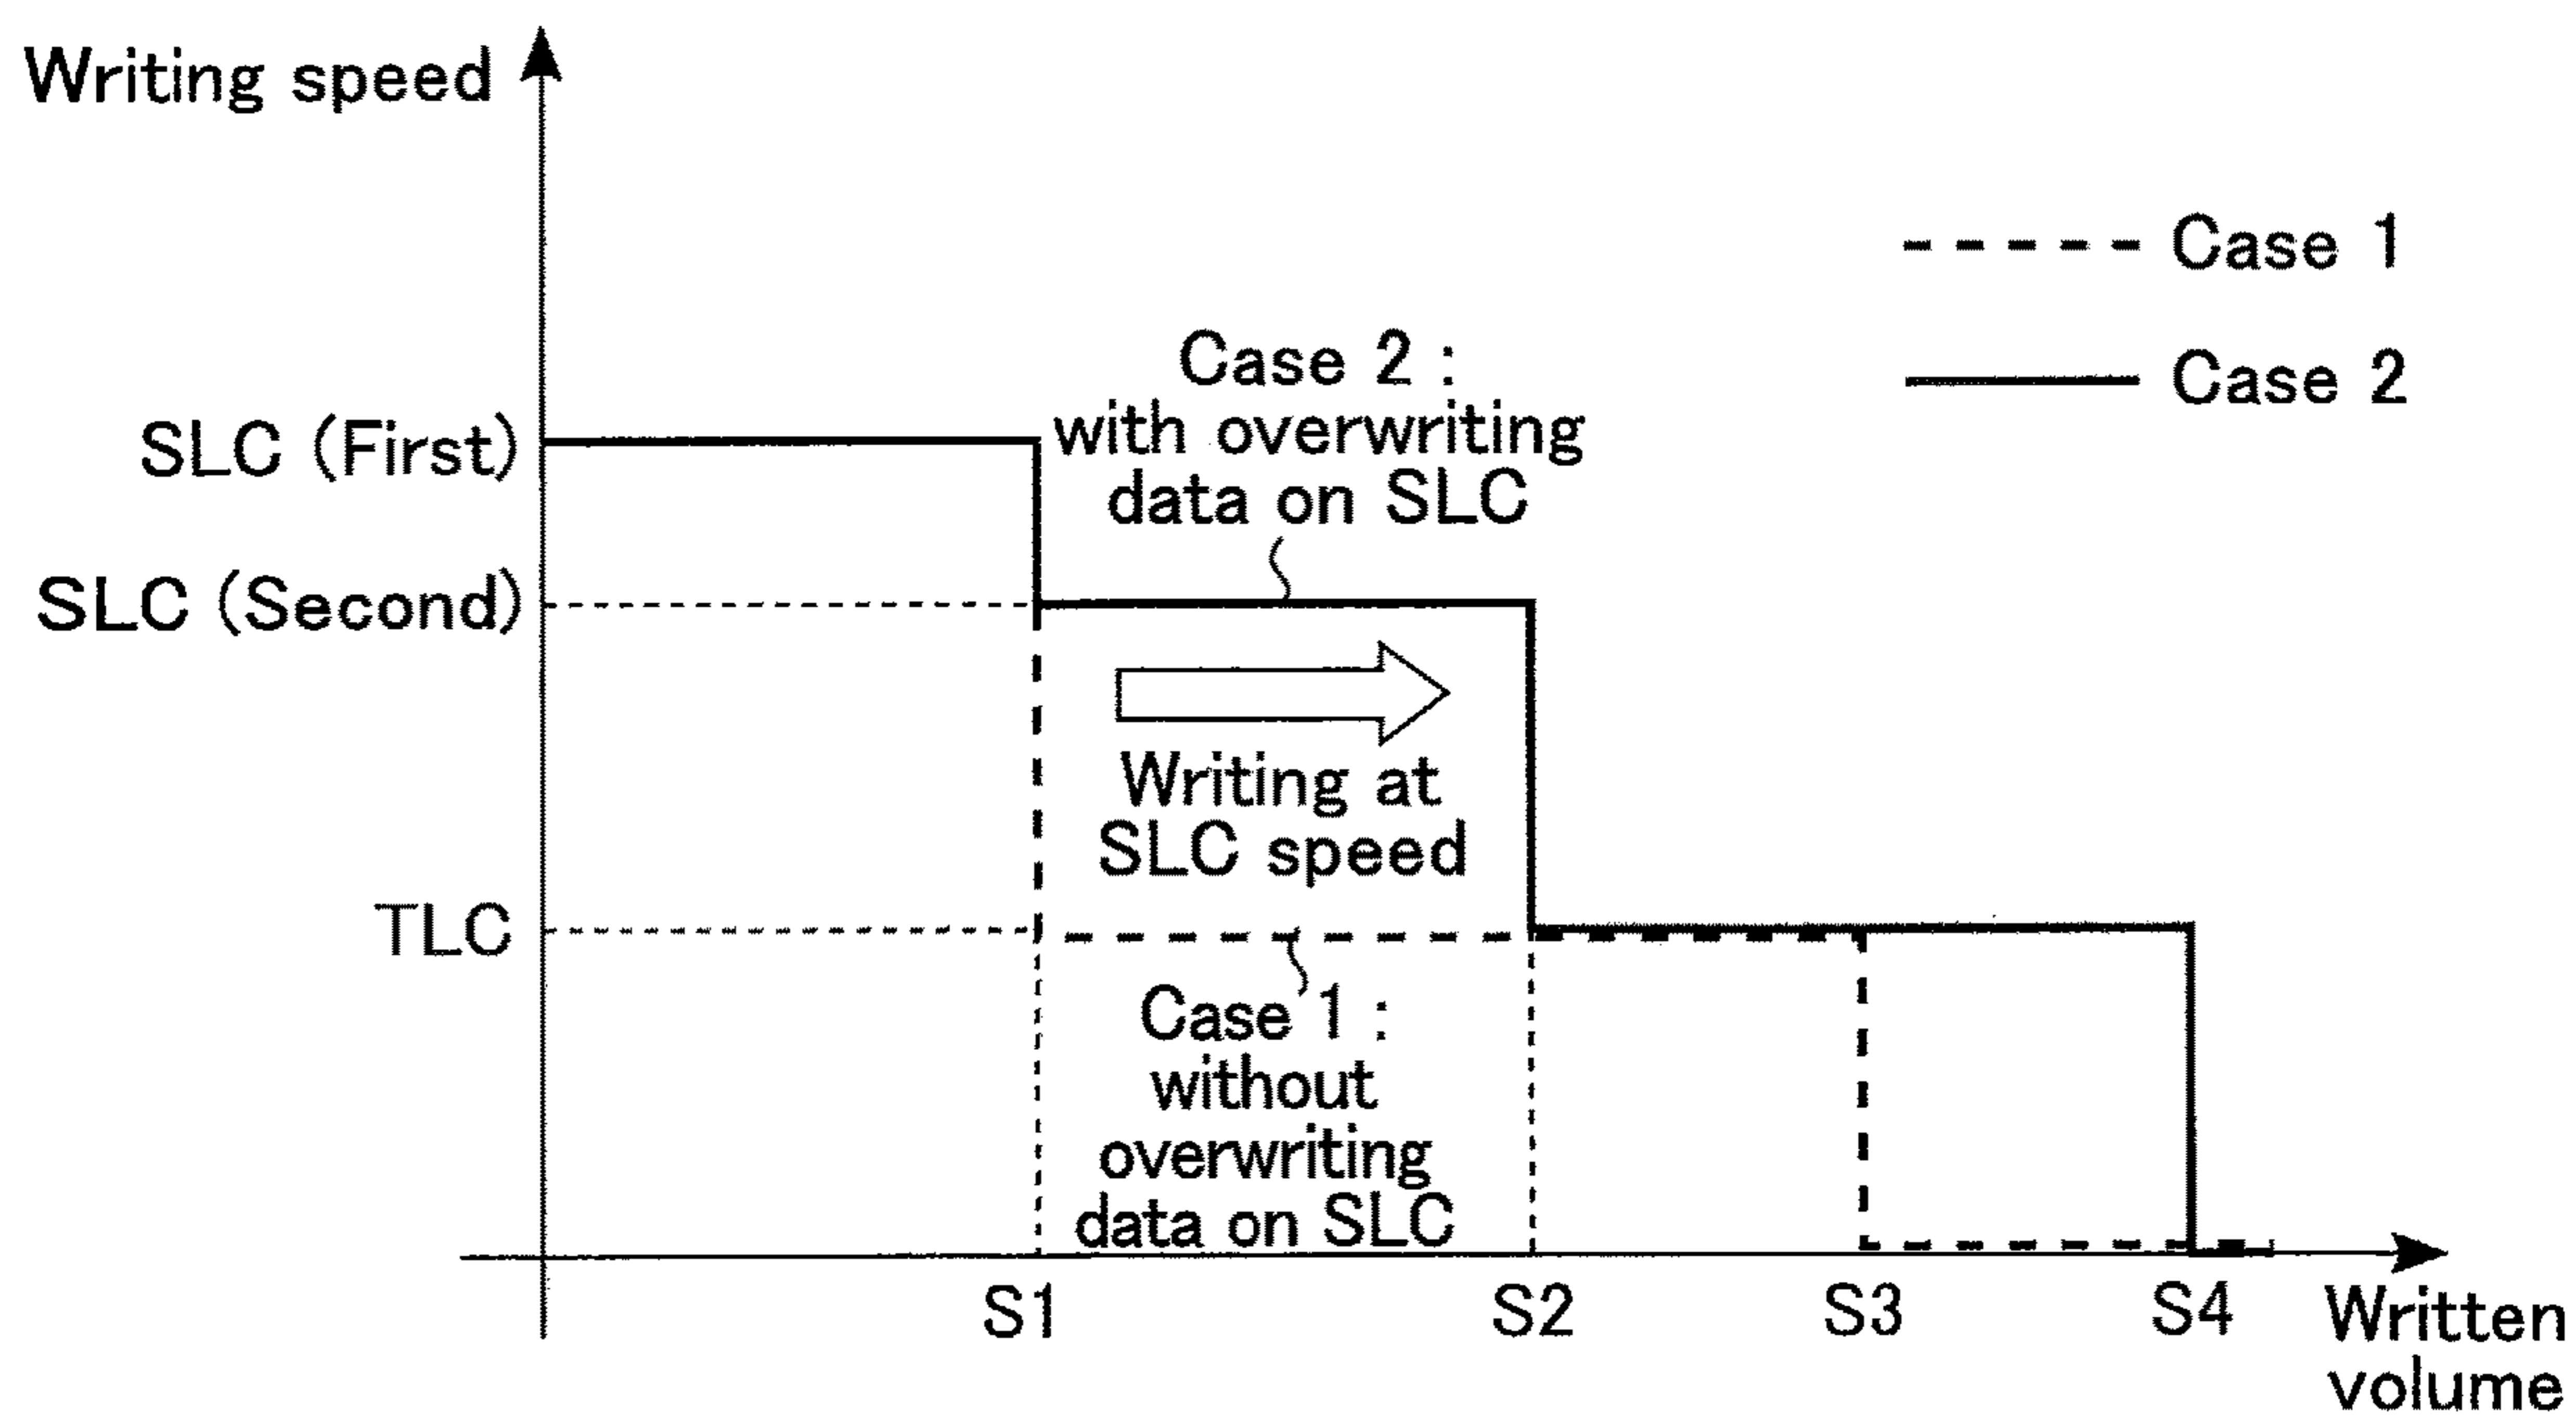 Writing speed
Case 1
Case 2
Case 2 :
with overwriting
data on SLC
SLC (First)
SLC (Second)
Writing at
SLC speed
TLC
Case 1 :
without
overwriting
data on SLC
S1
S2
S3
S4
Written
volume